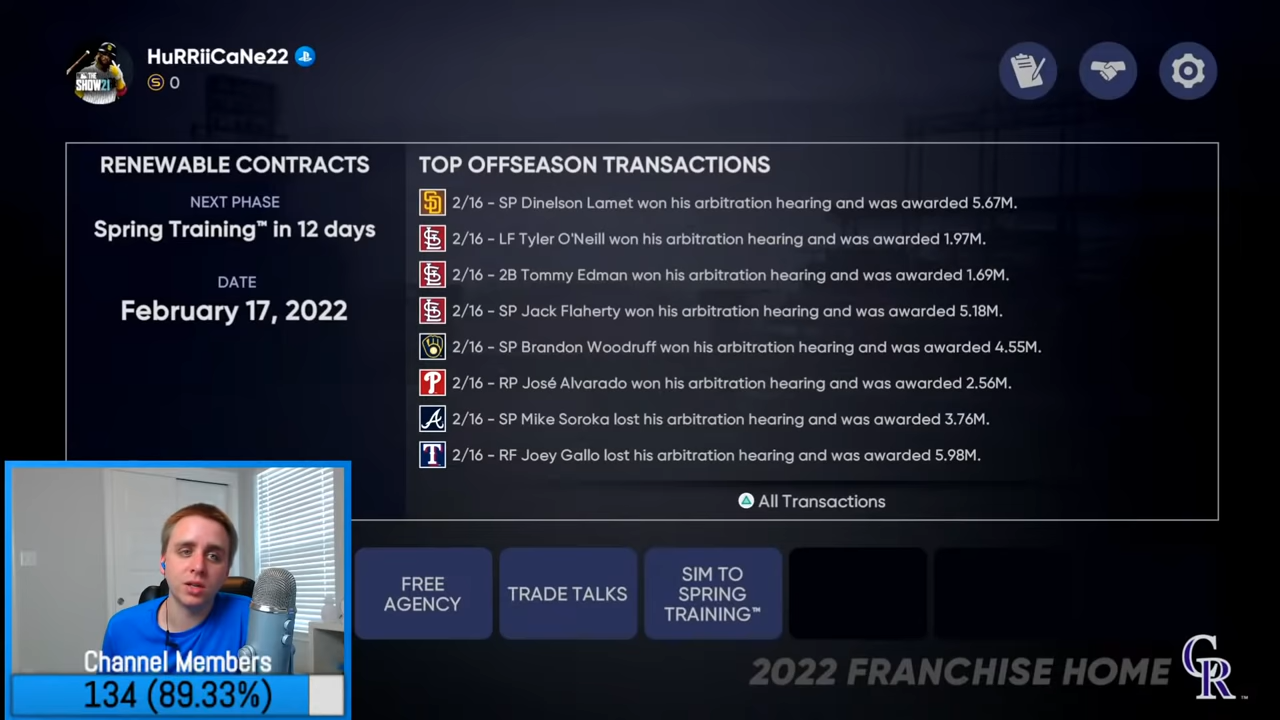 HuRRiiCaNe22
0
THE SHOW21
RENEWABLE CONTRACTS
NEXT PHASE
Spring Training™ in 12 days
DATE
February 17, 2022
TOP OFFSEASON TRANSACTIONS
2/16 - SP Dinelson Lamet won his arbitration hearing and was awarded 5.67M.
2/16 - LF Tyler O'Neill won his arbitration hearing and was awarded 1.97M.
2/16 - 2B Tommy Edman won his arbitration hearing and was awarded 1.69M.
2/16 - SP Jack Flaherty won his arbitration hearing and was awarded 5.18M.
2/16 - SP Brandon Woodruff won his arbitration hearing and was awarded 4.55M.
2/16 - RP José Alvarado won his arbitration hearing and was awarded 2.56M.
2/16 - SP Mike Soroka lost his arbitration hearing and was awarded 3.76M.
2/16 - RF Joey Gallo lost his arbitration hearing and was awarded 5.98M.
All Transactions
FREE
AGENCY
TRADE TALKS
SIM TO
SPRING
TRAINING™
Channel Members
134 (89.33%)
2022 FRANCHISE HOME
CR